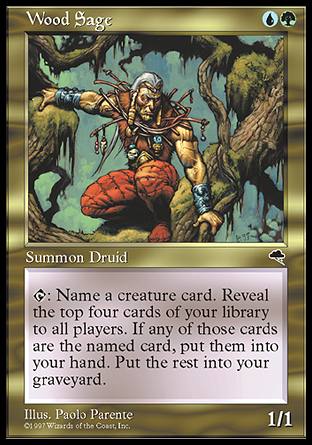 Wood Sage
Summon Druid
: Name a creature card. Reveal
the top four cards of your library
to all players. If any of those cards
are the named card, put them into
your hand. Put the rest into your
graveyard.
Illus. Paolo Parente
©1997 Wizards of the Coast, Inc.
1/1